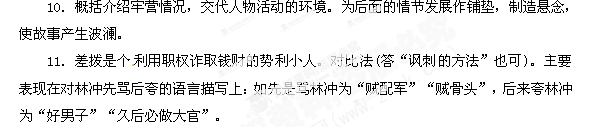 10. 概括介绍牢营情况，交代人物活动的环境。为后面的情节发展作铺垫，制造悬念，
使故事产生波澜。
11. 差拨是个利用职权诈取钱财的势利小人。对比法(答“讽刺的方法”也可)。主要
表现在对林冲先骂后夸的语言描写上：如先是骂林冲为“贼配军”“贼骨头”，后来夸林冲
为“好男子”“久后必做大官”。